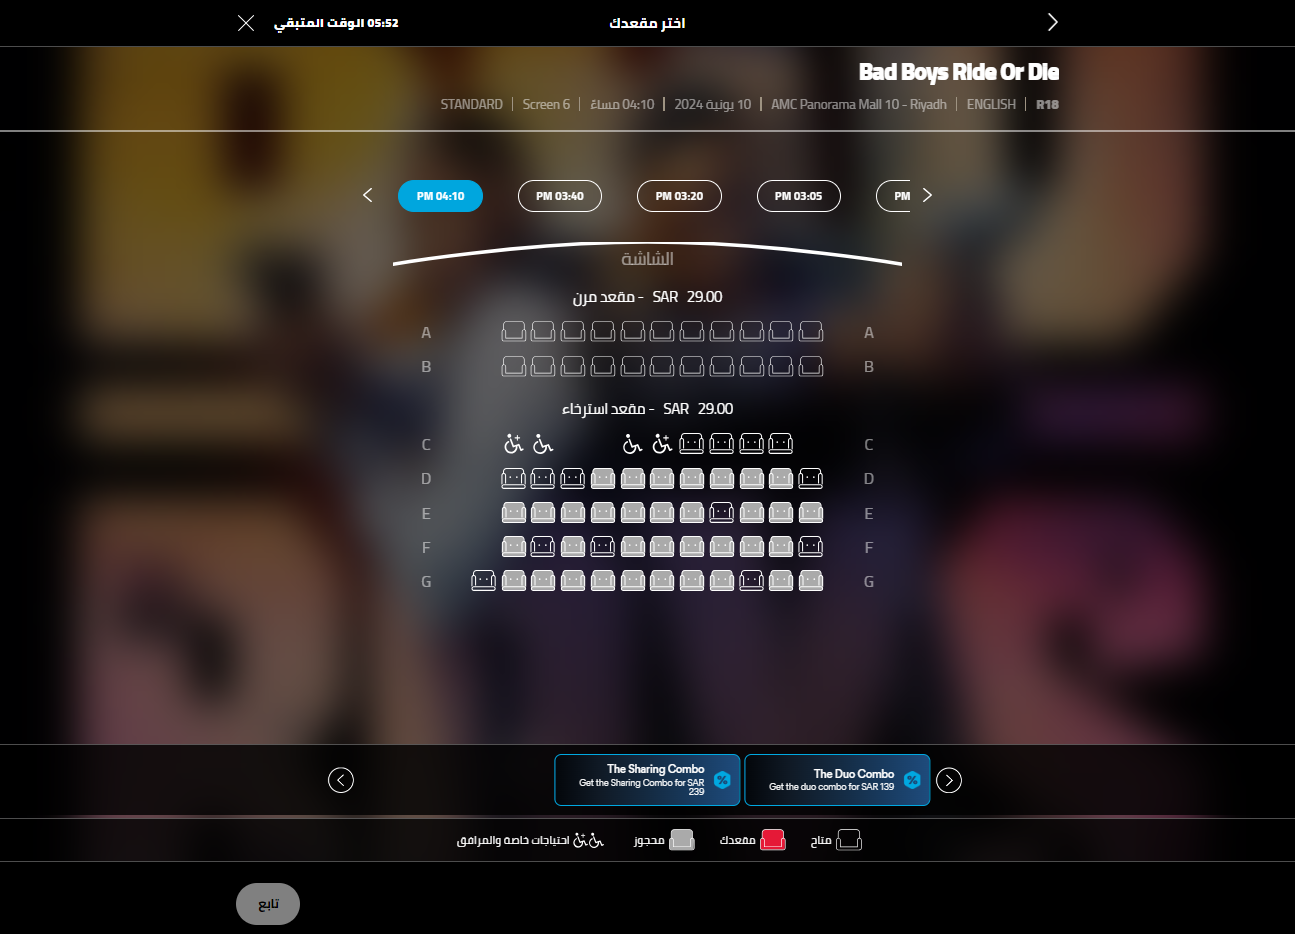 اختر مقعدك
05:52 الوقت المتبقي
Bad Boys Ride Or Die
R18 | ENGLISH | AMC Panorama Mall 10 - Riyadh | 10 يونية 2024 | 04:10 مساءً | Screen 6 | STANDARD
PM 04:10
PM 03:40
PM 03:20
PM 03:05
PM
الشاشة
مقعد مرن - SAR 29.00
A A
B B
مقعد استرخاء - SAR 29.00
C C
D D
E E
F F
G G
The Duo Combo
Get the duo combo for SAR 139
The Sharing Combo
Get the Sharing Combo for SAR
239
متاح
مقعدك
محجوز
احتياجات خاصة والمرافق
تابع